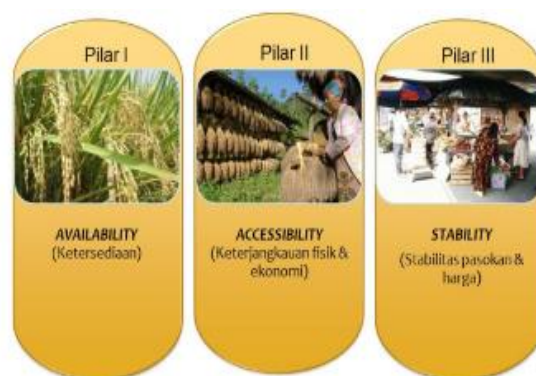 Pilar I
AVAILABILITY
(Ketersediaan)
Pilar II
ACCESSIBILITY
(Keterjangkauan fisik &
ekonomi)
Pilar III
STABILITY
(Stabilitas pasokan &
harga)